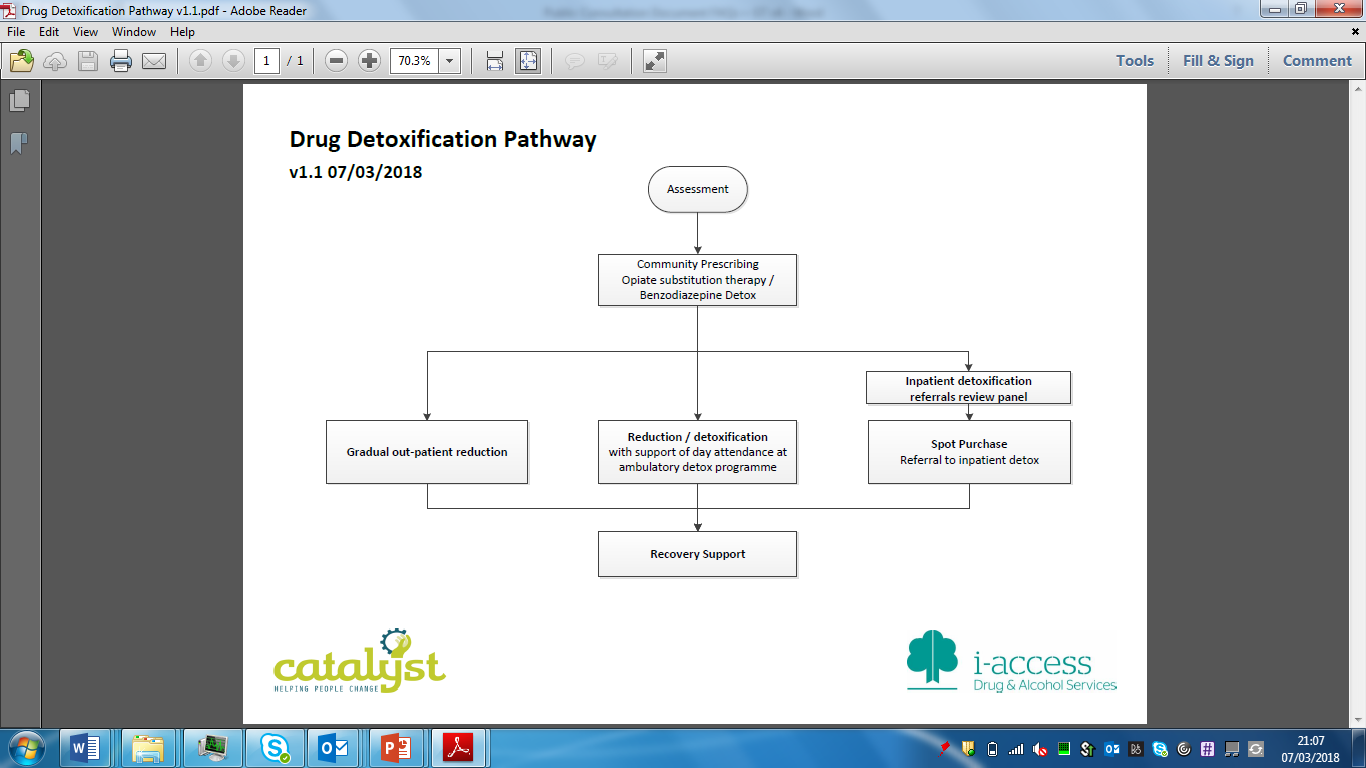 Drug Detoxification Pathway v1.1.pdf - Adobe Reader
File Edit View Window Help
1 / 1 70.3% Tools Fill & Sign Comment
Drug Detoxification Pathway
v1.1 07/03/2018
Assessment
Community Prescribing
Opiate substitution therapy /
Benzodiazepine Detox
Inpatient detoxification
referrals review panel
Gradual out-patient reduction
Reduction / detoxification
with support of day attendance at
ambulatory detox programme
Spot Purchase
Referral to inpatient detox
Recovery Support
catalyst
HELPING PEOPLE CHANGE
i-access
Drug & Alcohol Services
21:07
07/03/2018